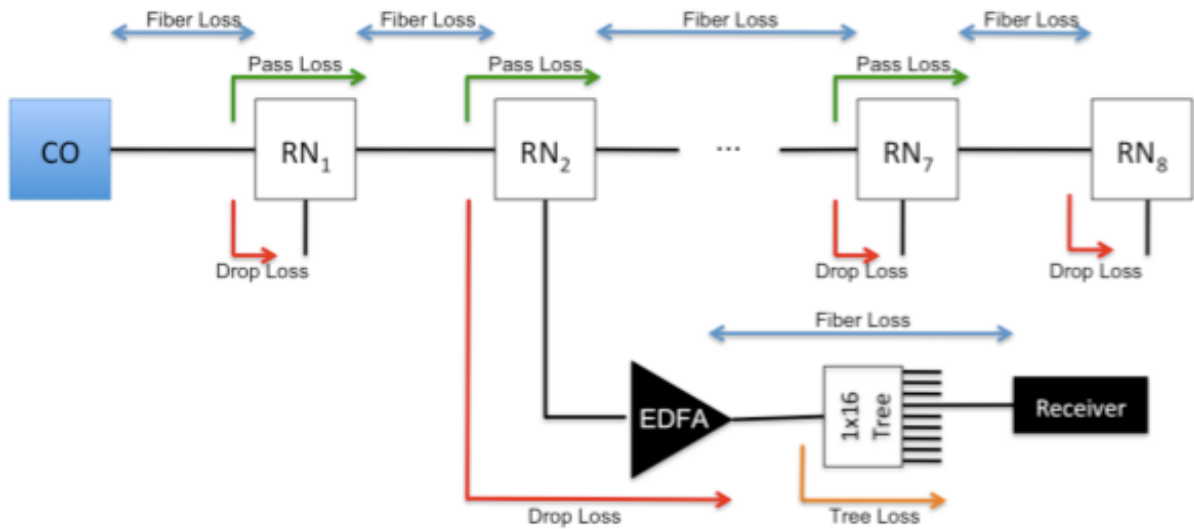 Fiber Loss
Fiber Loss
Fiber Loss
Fiber Loss
Pass Loss
Pass Loss
Pass Loss
CO
RN1
RN2
...
RN7
RN8
Drop Loss
Drop Loss
Drop Loss
Fiber Loss
EDFA
1x16
Tree
Receiver
Drop Loss
Tree Loss